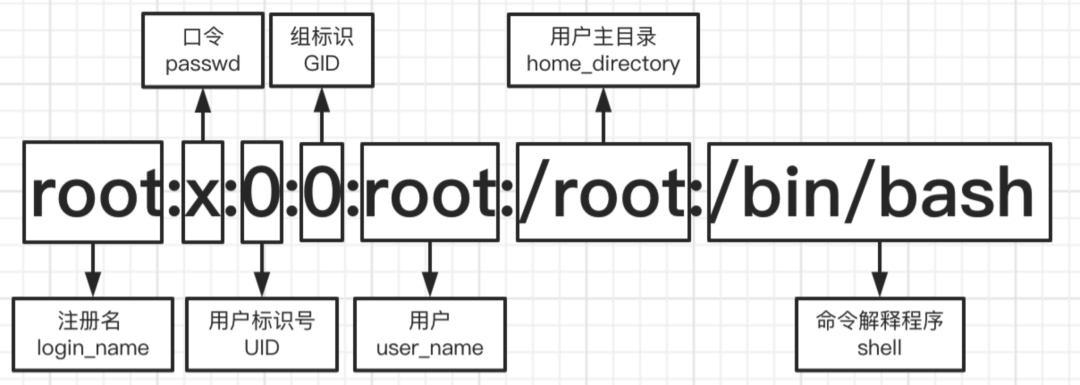 口令
passwd
组标识
GID
用户主目录
home_directory
root:x:0:0:root:/root:/bin/bash
注册名
login_name
用户标识号
UID
用户
user_name
命令解释程序
shell